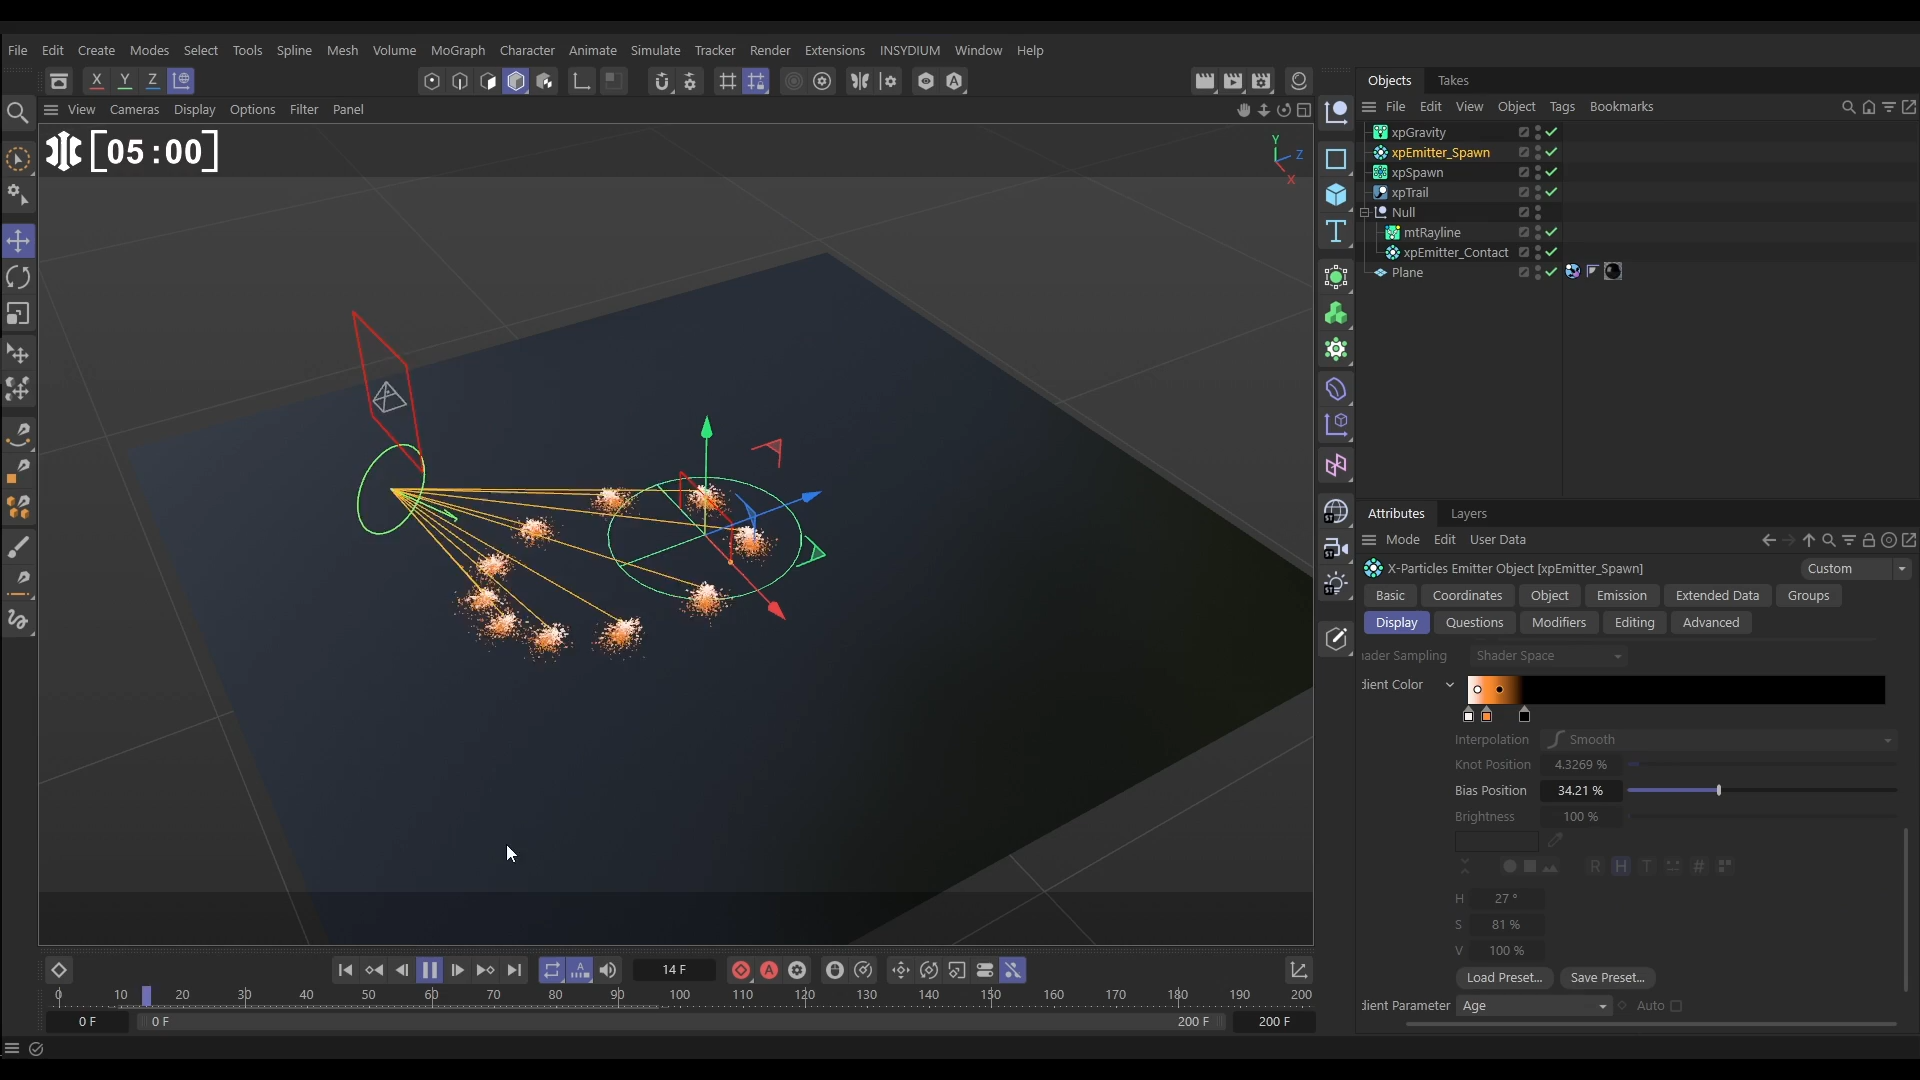 File Edit Create Modes Select Tools Spline Mesh Volume MoGraph Character Animate Simulate Tracker Render Extensions INSYDIUM Window Help
X Y Z
Objects Takes
View Cameras Display Options Filter Panel
File Edit View Object Tags Bookmarks
[05:00]
Y
Z
X
xpGravity
xpEmitter_Spawn
xpSpawn
xpTrail
Null
mtRayline
xpEmitter_Contact
Plane
Attributes Layers
Mode Edit User Data
X-Particles Emitter Object [xpEmitter_Spawn]
Custom
Basic Coordinates Object Emission Extended Data Groups
Display Questions Modifiers Editing Advanced
ader Sampling Shader Space
dient Color
Interpolation Smooth
Knot Position 4.3269 %
Bias Position 34.21 %
Brightness 100 %
R H T #
H 27 °
S 81 %
V 100 %
Load Preset... Save Preset...
dient Parameter Age Auto
14 F
0 10 20 30 40 50 60 70 80 90 100 110 120 130 140 150 160 170 180 190 200
0 F 0 F 200 F 200 F